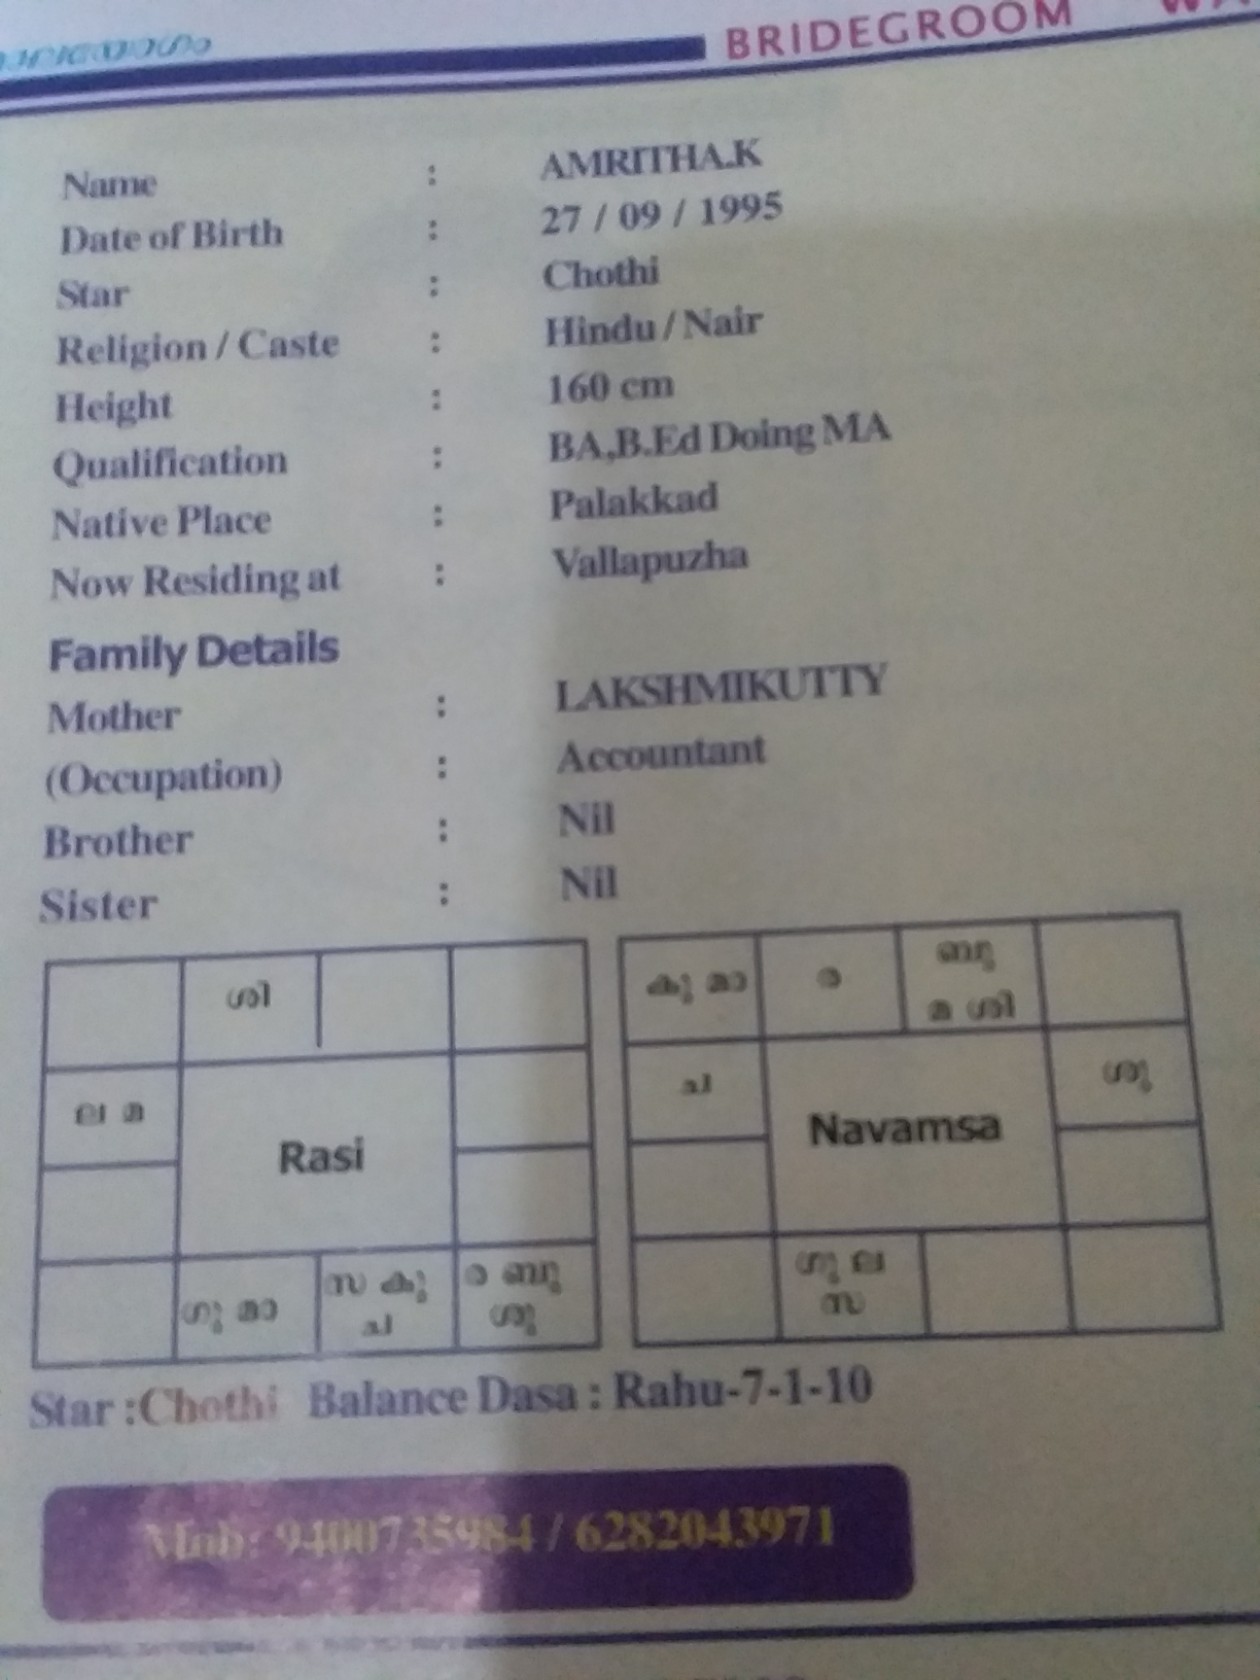 BRIDEGROOM
Name : AMRITHA.K
Date of Birth : 27 / 09 / 1995
Star : Chothi
Religion / Caste : Hindu / Nair
Height : 160 cm
Qualification : BA,B.Ed Doing MA
Native Place : Palakkad
Now Residing at : Vallapuzha
Family Details
Mother : LAKSHMIKUTTY
(Occupation) : Accountant
Brother : Nil
Sister : Nil
ശി
ല മ
Rasi
ഗു മാ
സ കു
ച
ര ബു
ശു
കു മാ
ര
ബു
മ ശി
ച
Navamsa
ശു
ഗു ല
സ
Star :Chothi Balance Dasa : Rahu-7-1-10
Mob: 9400735984 / 6282043971